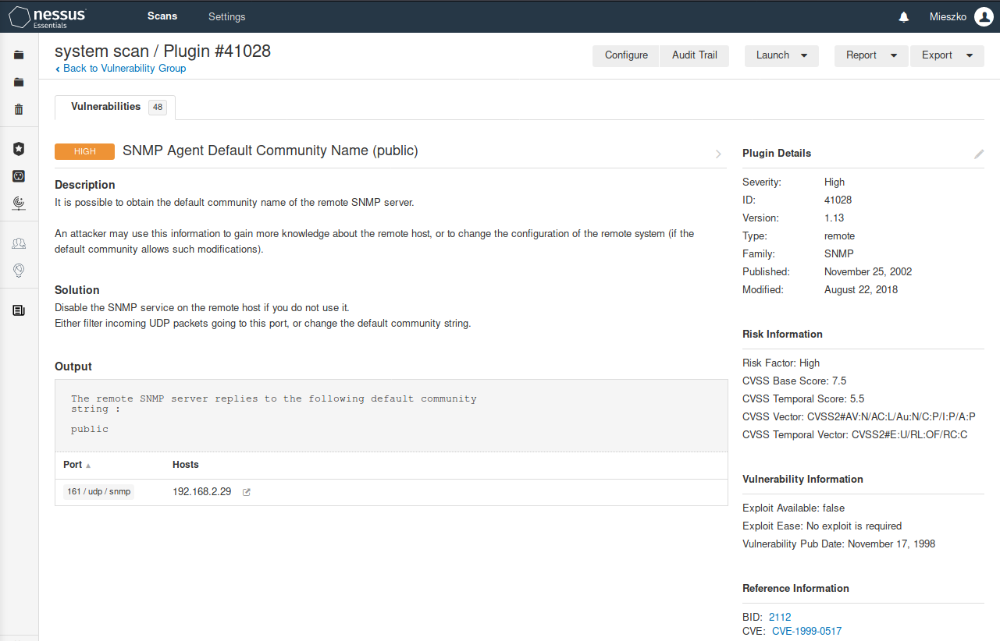 nessus
Essentials
Scans
Settings
Mieszko
system scan / Plugin #41028
Back to Vulnerability Group
Configure
Audit Trail
Launch
Report
Export
Vulnerabilities 48
HIGH
SNMP Agent Default Community Name (public)
Description
It is possible to obtain the default community name of the remote SNMP server.
An attacker may use this information to gain more knowledge about the remote host, or to change the configuration of the remote system (if the
default community allows such modifications).
Solution
Disable the SNMP service on the remote host if you do not use it.
Either filter incoming UDP packets going to this port, or change the default community string.
Output
The remote SNMP server replies to the following default community
string :
public
Port Hosts
161 / udp / snmp 192.168.2.29
Plugin Details
Severity: High
ID: 41028
Version: 1.13
Type: remote
Family: SNMP
Published: November 25, 2002
Modified: August 22, 2018
Risk Information
Risk Factor: High
CVSS Base Score: 7.5
CVSS Temporal Score: 5.5
CVSS Vector: CVSS2#AV:N/AC:L/Au:N/C:P/I:P/A:P
CVSS Temporal Vector: CVSS2#E:U/RL:OF/RC:C
Vulnerability Information
Exploit Available: false
Exploit Ease: No exploit is required
Vulnerability Pub Date: November 17, 1998
Reference Information
BID: 2112
CVE: CVE-1999-0517